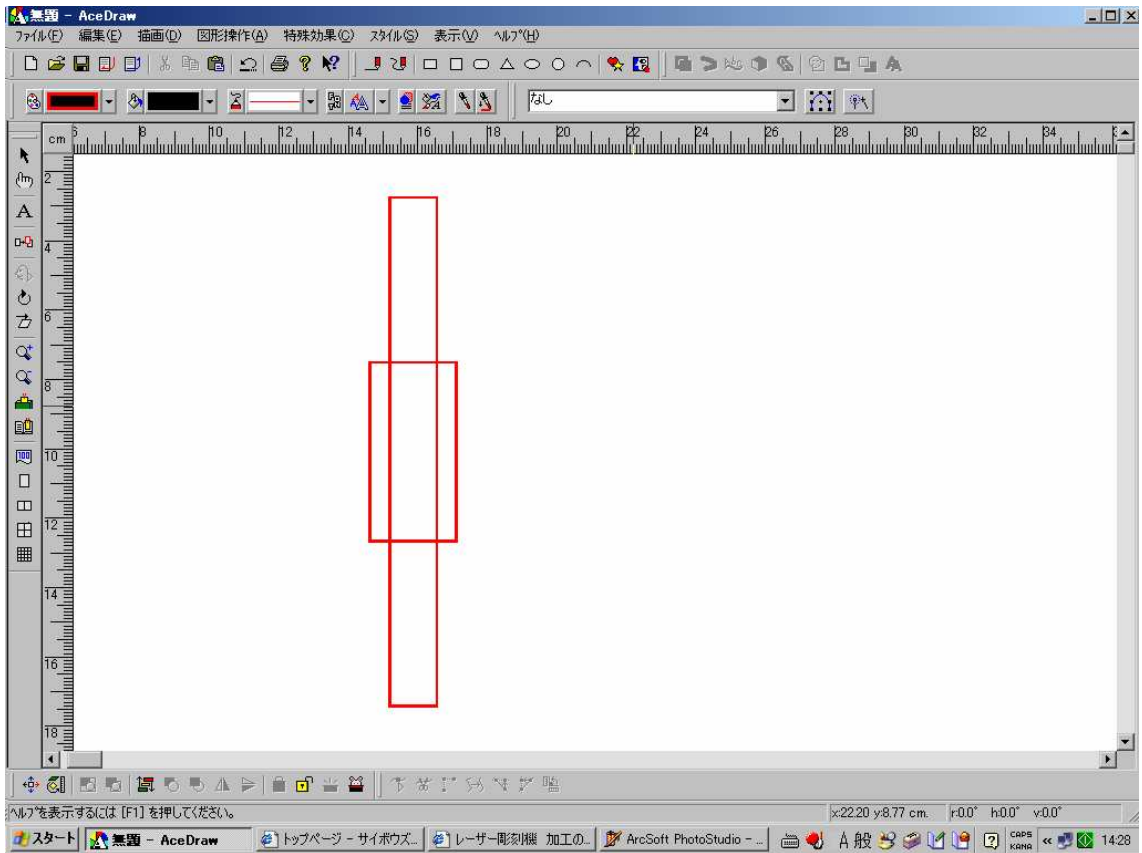 無題 - AceDraw
ファイル(F) 編集(E) 描画(D) 図形操作(A) 特殊効果(C) スタイル(S) 表示(V) ヘルプ(H)
なし
cm 6 8 10 12 14 16 18 20 22 24 26 28 30 32 34
2
A
4
6
8
10
12
14
16
18
ヘルプを表示するには [F1] を押してください。 x:22.20 y:8.77 cm. r:0.0° h:0.0° v:0.0°
スタート 無題 - AceDraw トップページ - サイボウズ... レーザー彫刻機 加工の... ArcSoft PhotoStudio - ... A 般 CAPS KANA « 14:28